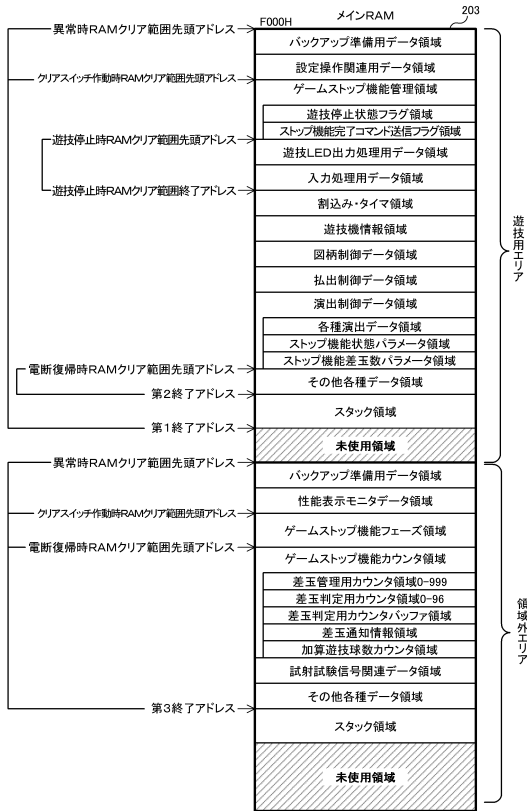 F000H
メインRAM
203
異常時RAMクリア範囲先頭アドレス
バックアップ準備用データ領域
設定操作関連用データ領域
クリアスイッチ作動時RAMクリア範囲先頭アドレス
ゲームストップ機能管理領域
遊技停止状態フラグ領域
ストップ機能完了コマンド送信フラグ領域
遊技停止時RAMクリア範囲先頭アドレス
遊技LED出力処理用データ領域
入力処理用データ領域
遊技停止時RAMクリア範囲終了アドレス
割込み・タイマ領域
遊技機情報領域
図柄制御データ領域
払出制御データ領域
演出制御データ領域
各種演出データ領域
ストップ機能状態パラメータ領域
ストップ機能差玉数パラメータ領域
電断復帰時RAMクリア範囲先頭アドレス
その他各種データ領域
第2終了アドレス
スタック領域
第1終了アドレス
未使用領域
遊技用エリア
異常時RAMクリア範囲先頭アドレス
バックアップ準備用データ領域
性能表示モニタデータ領域
クリアスイッチ作動時RAMクリア範囲先頭アドレス
ゲームストップ機能フェーズ領域
電断復帰時RAMクリア範囲先頭アドレス
ゲームストップ機能カウンタ領域
差玉管理用カウンタ領域0-999
差玉判定用カウンタ領域0-96
差玉判定用カウンタバッファ領域
差玉通知情報領域
加算遊技球数カウンタ領域
試射試験信号関連データ領域
その他各種データ領域
第3終了アドレス
スタック領域
未使用領域
領域外エリア